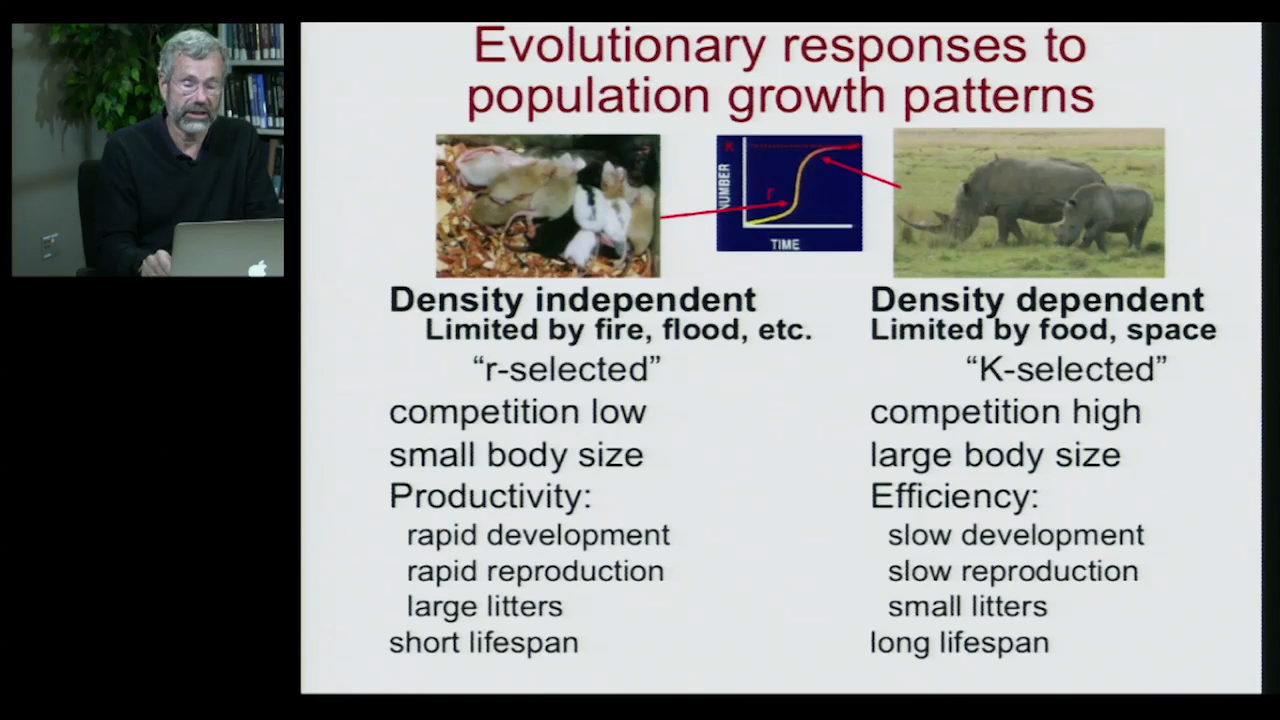 Evolutionary responses to
population growth patterns
K
NUMBER
r
TIME
Density independent
Limited by fire, flood, etc.
“r-selected”
competition low
small body size
Productivity:
rapid development
rapid reproduction
large litters
short lifespan
Density dependent
Limited by food, space
“K-selected”
competition high
large body size
Efficiency:
slow development
slow reproduction
small litters
long lifespan